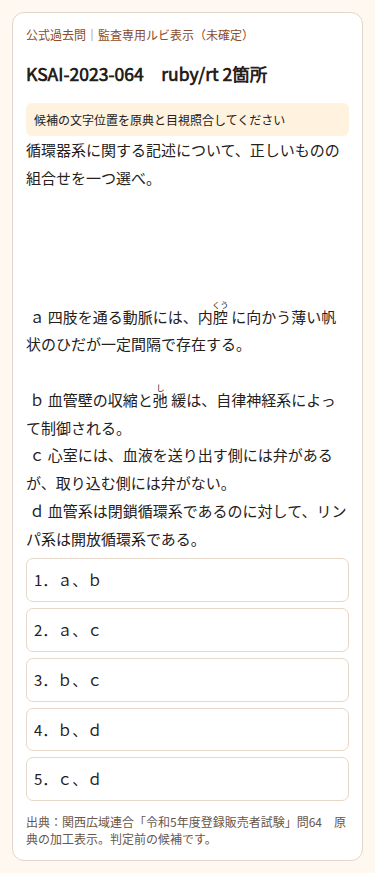 公式過去問｜監査専用ルビ表示（未確定）
KSAI-2023-064　ruby/rt 2箇所
候補の文字位置を原典と目視照合してください
循環器系に関する記述について、正しいものの
組合せを一つ選べ。
くう
ａ 四肢を通る動脈には、内腔 に向かう薄い帆
状のひだが一定間隔で存在する。
し
ｂ 血管壁の収縮と弛 緩は、自律神経系によっ
て制御される。
ｃ 心室には、血液を送り出す側には弁がある
が、取り込む側には弁がない。
ｄ 血管系は閉鎖循環系であるのに対して、リン
パ系は開放循環系である。
1．ａ、ｂ
2．ａ、ｃ
3．ｂ、ｃ
4．ｂ、ｄ
5．ｃ、ｄ
出典：関西広域連合「令和5年度登録販売者試験」問64　原
典の加工表示。判定前の候補です。